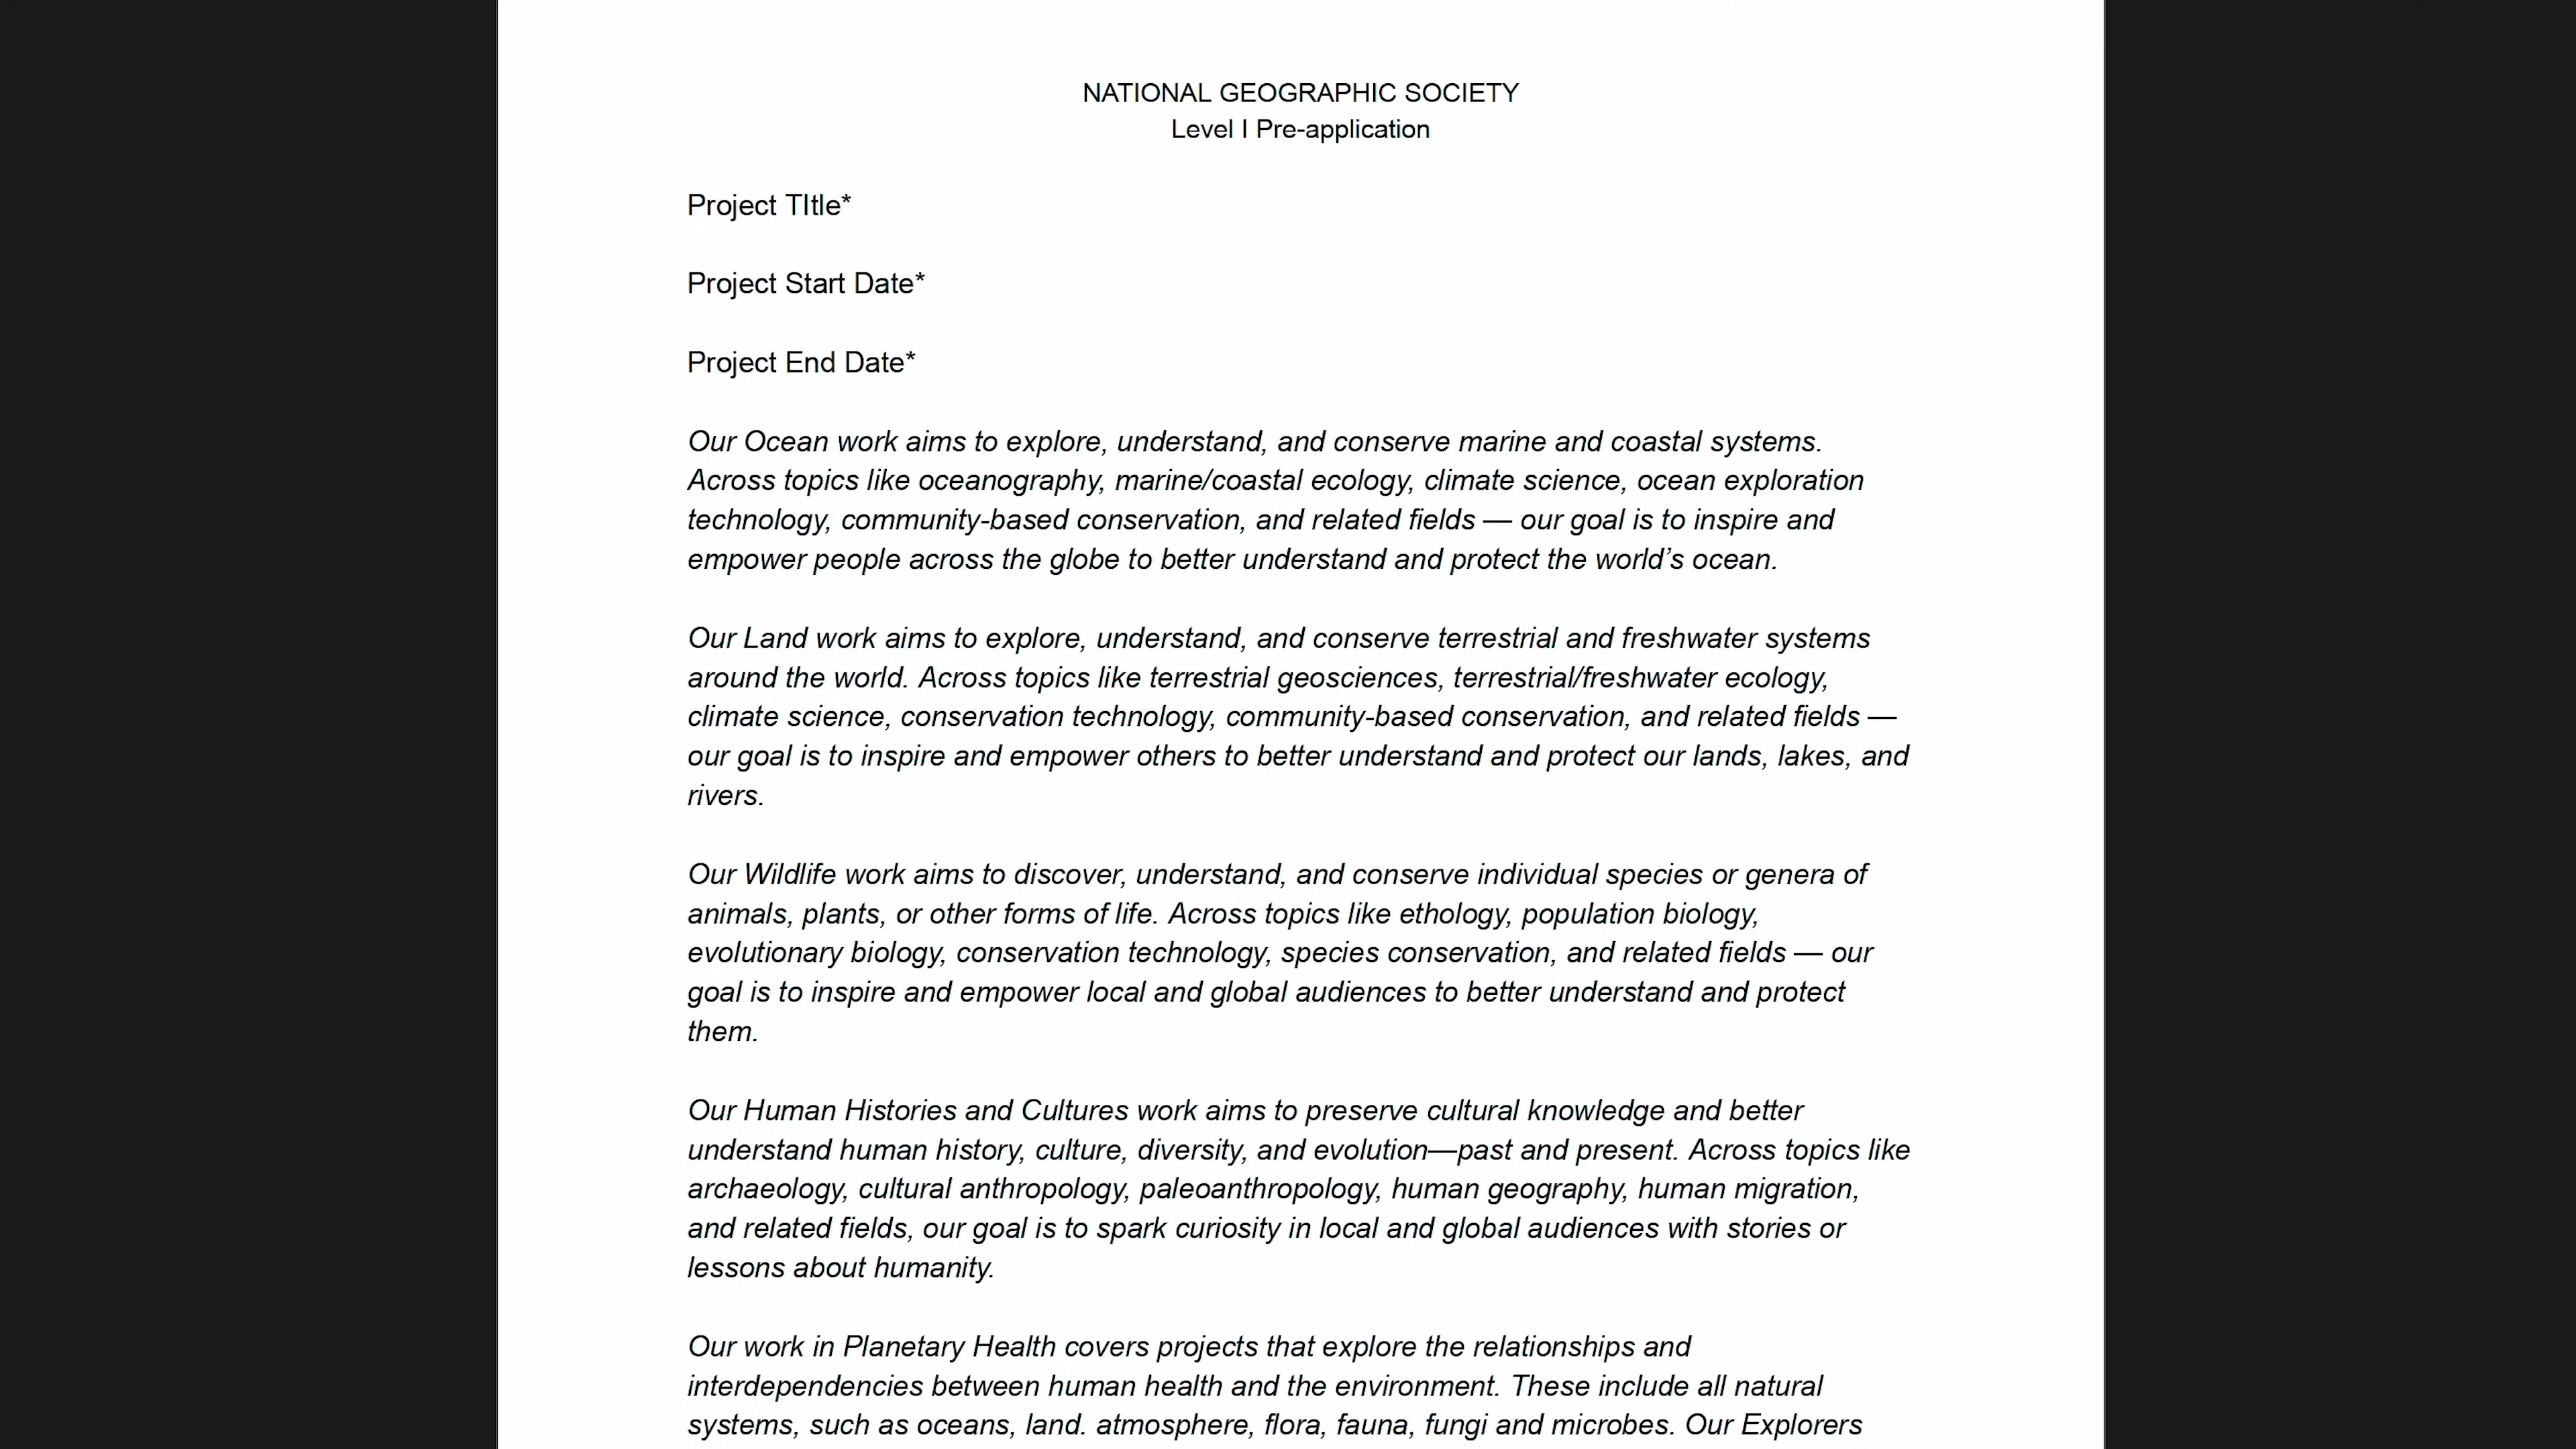 NATIONAL GEOGRAPHIC SOCIETY
Level I Pre-application
Project TItle*
Project Start Date*
Project End Date*
Our Ocean work aims to explore, understand, and conserve marine and coastal systems.
Across topics like oceanography, marine/coastal ecology, climate science, ocean exploration
technology, community-based conservation, and related fields — our goal is to inspire and
empower people across the globe to better understand and protect the world’s ocean.
Our Land work aims to explore, understand, and conserve terrestrial and freshwater systems
around the world. Across topics like terrestrial geosciences, terrestrial/freshwater ecology,
climate science, conservation technology, community-based conservation, and related fields —
our goal is to inspire and empower others to better understand and protect our lands, lakes, and
rivers.
Our Wildlife work aims to discover, understand, and conserve individual species or genera of
animals, plants, or other forms of life. Across topics like ethology, population biology,
evolutionary biology, conservation technology, species conservation, and related fields — our
goal is to inspire and empower local and global audiences to better understand and protect
them.
Our Human Histories and Cultures work aims to preserve cultural knowledge and better
understand human history, culture, diversity, and evolution—past and present. Across topics like
archaeology, cultural anthropology, paleoanthropology, human geography, human migration,
and related fields, our goal is to spark curiosity in local and global audiences with stories or
lessons about humanity.
Our work in Planetary Health covers projects that explore the relationships and
interdependencies between human health and the environment. These include all natural
systems, such as oceans, land. atmosphere, flora, fauna, fungi and microbes. Our Explorers